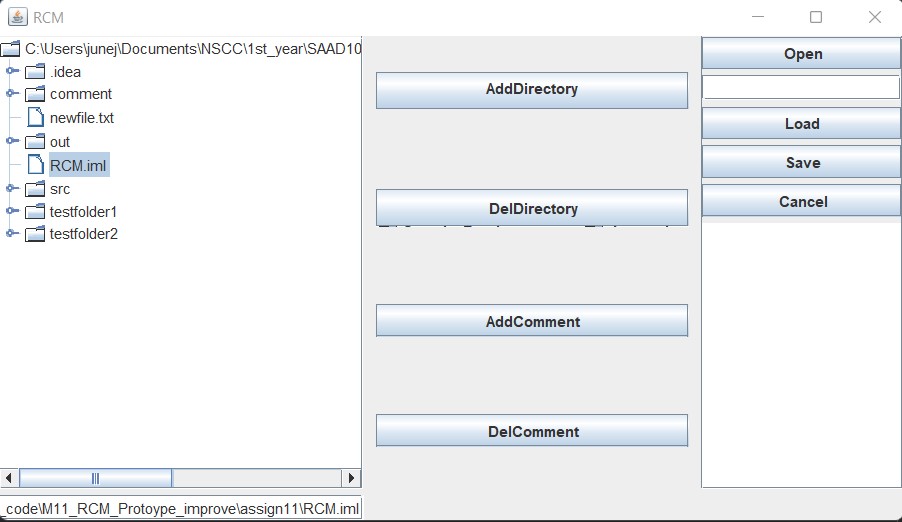 RCM
C:\Users\junej\Documents\NSCC\1st_year\SAAD10
.idea
comment
newfile.txt
out
RCM.iml
src
testfolder1
testfolder2
_code\M11_RCM_Protoype_improve\assign11\RCM.iml
AddDirectory
DelDirectory
AddComment
DelComment
Open
Load
Save
Cancel